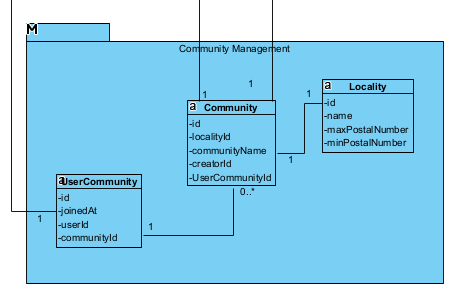 M
Community Management
1
1
a
Community
-id
-localityId
-communityName
-creatorId
-UserCommunityId
1
a
Locality
-id
-name
-maxPostalNumber
-minPostalNumber
1
0..*
a
UserCommunity
-id
-joinedAt
-userId
-communityId
1
1